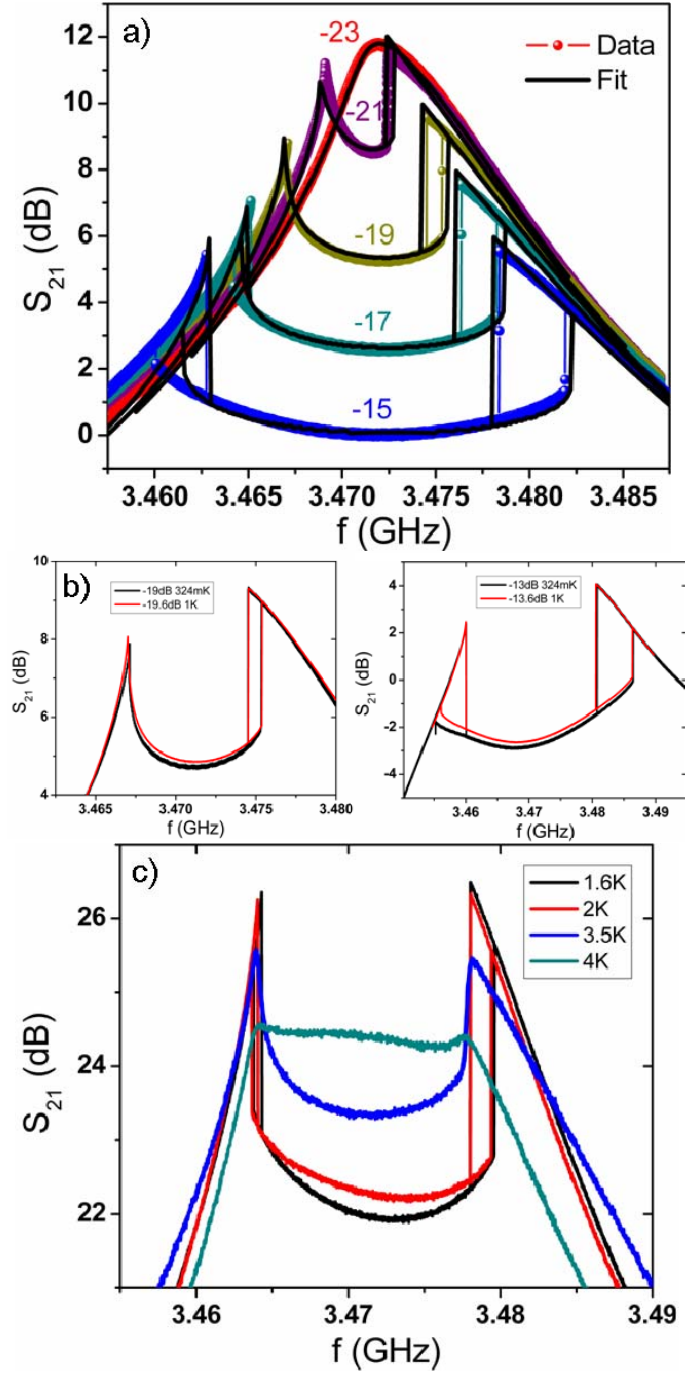 a)
-23
Data
Fit
-21
-19
-17
-15
S21 (dB)
12
10
8
6
4
2
0
3.460 3.465 3.470 3.475 3.480 3.485
f (GHz)
b)
-19dB 324mK
-19.6dB 1K
S21 (dB)
10
8
6
4
3.465 3.470 3.475 3.480
f (GHz)
-13dB 324mK
-13.6dB 1K
S21 (dB)
4
2
0
-2
-4
3.45 3.46 3.47 3.48 3.49
f (GHz)
c)
1.6K
2K
3.5K
4K
S21 (dB)
26
24
22
3.46 3.47 3.48 3.49
f (GHz)